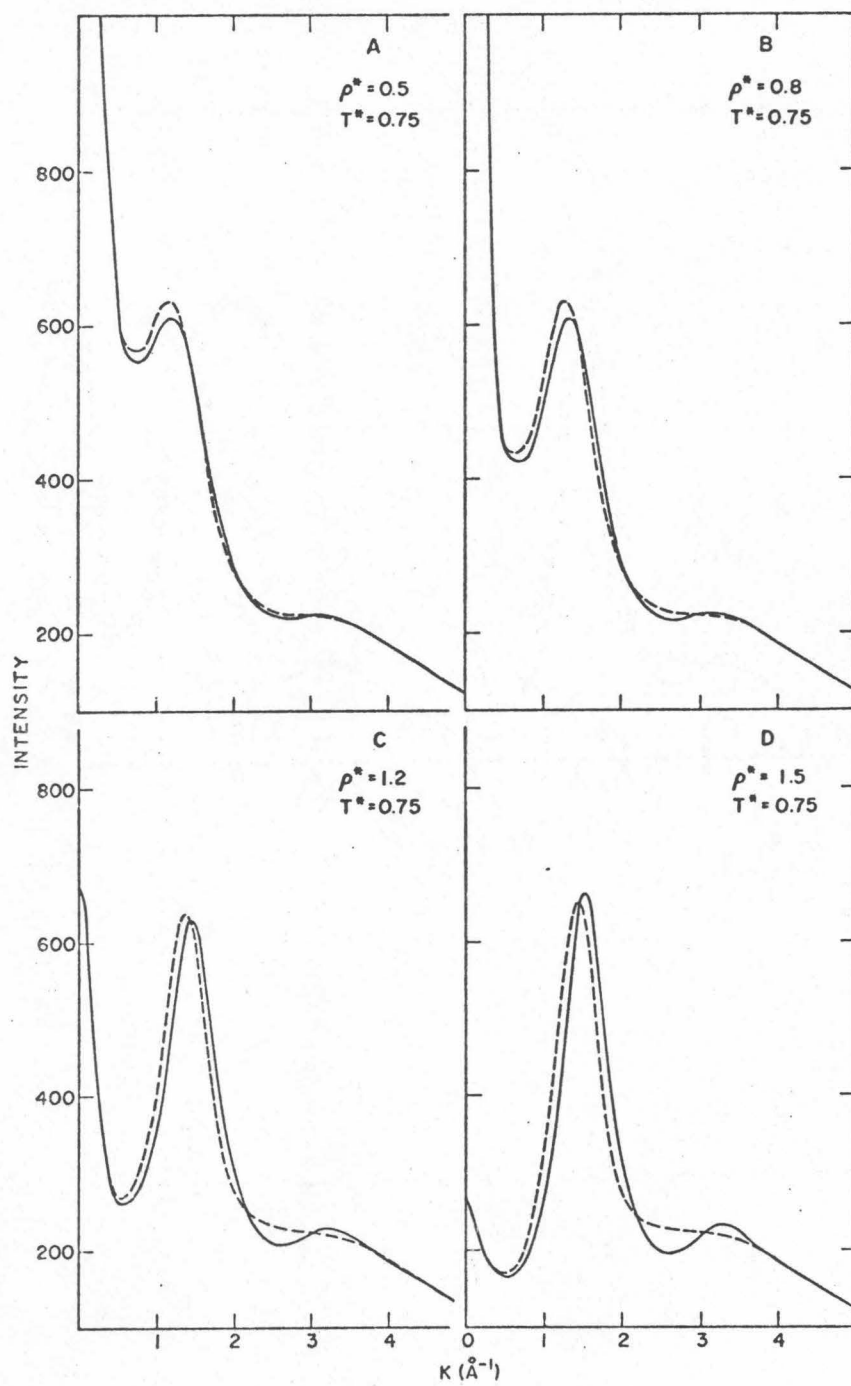 A
ρ* = 0.5
T* = 0.75
B
ρ* = 0.8
T* = 0.75
800
600
400
200
C
ρ* = 1.2
T* = 0.75
D
ρ* = 1.5
T* = 0.75
800
600
400
200
INTENSITY
1 2 3 4 0 1 2 3 4
K (Å⁻¹)